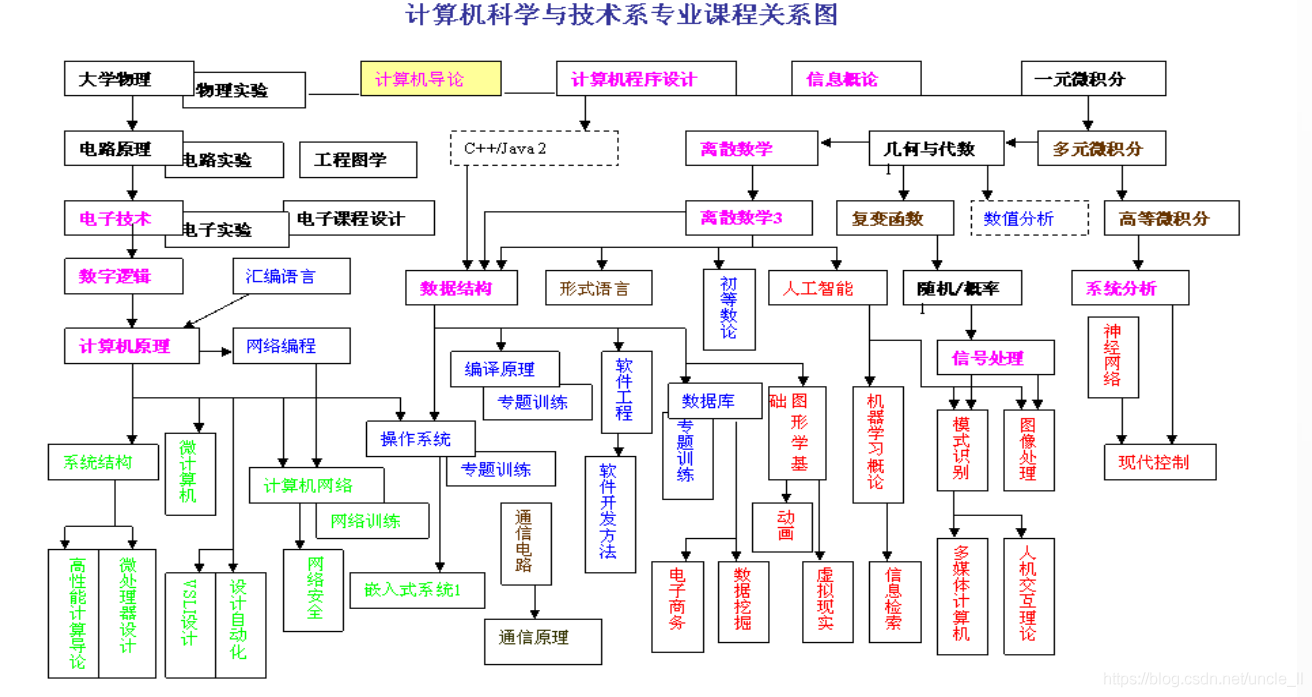 计算机科学与技术系专业课程关系图
大学物理
物理实验
计算机导论
计算机程序设计
信息概论
一元微积分
电路原理
电路实验
工程图学
C++/Java 2
离散数学
几何与代数
1
多元微积分
电子技术
电子实验
电子课程设计
离散数学3
复变函数
数值分析
高等微积分
数字逻辑
汇编语言
数据结构
形式语言
初等数论
人工智能
随机/概率
1
系统分析
计算机原理
网络编程
编译原理
专题训练
软件工程
数据库
专题训练
图形学基础
机器学习概论
信号处理
神经网络
系统结构
微计算机
操作系统
专题训练
计算机网络
网络训练
通信电路
软件开发方法
动画
模式识别
图像处理
现代控制
高性能计算导论
微处理器设计
VSLI设计
设计自动化
网络安全
嵌入式系统1
通信原理
电子商务
数据挖掘
虚拟现实
信息检索
多媒体计算机
人机交互理论
https://blog.csdn.net/uncle_ll